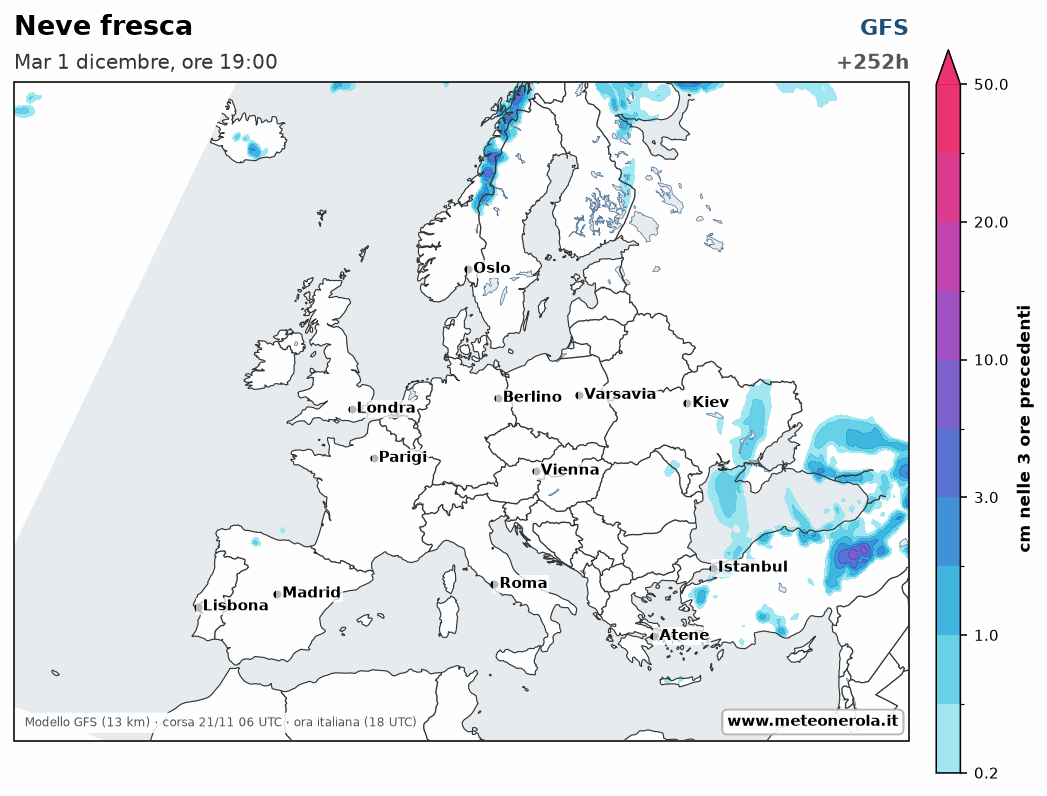 Neve fresca
GFS
Mar 1 dicembre, ore 19:00
+252h
50.0
20.0
10.0
3.0
1.0
0.2
cm nelle 3 ore precedenti
Oslo
Berlino
Varsavia
Kiev
Londra
Parigi
Vienna
Istanbul
Roma
Madrid
Lisbona
Atene
Modello GFS (13 km) · corsa 21/11 06 UTC · ora italiana (18 UTC)
www.meteonerola.it